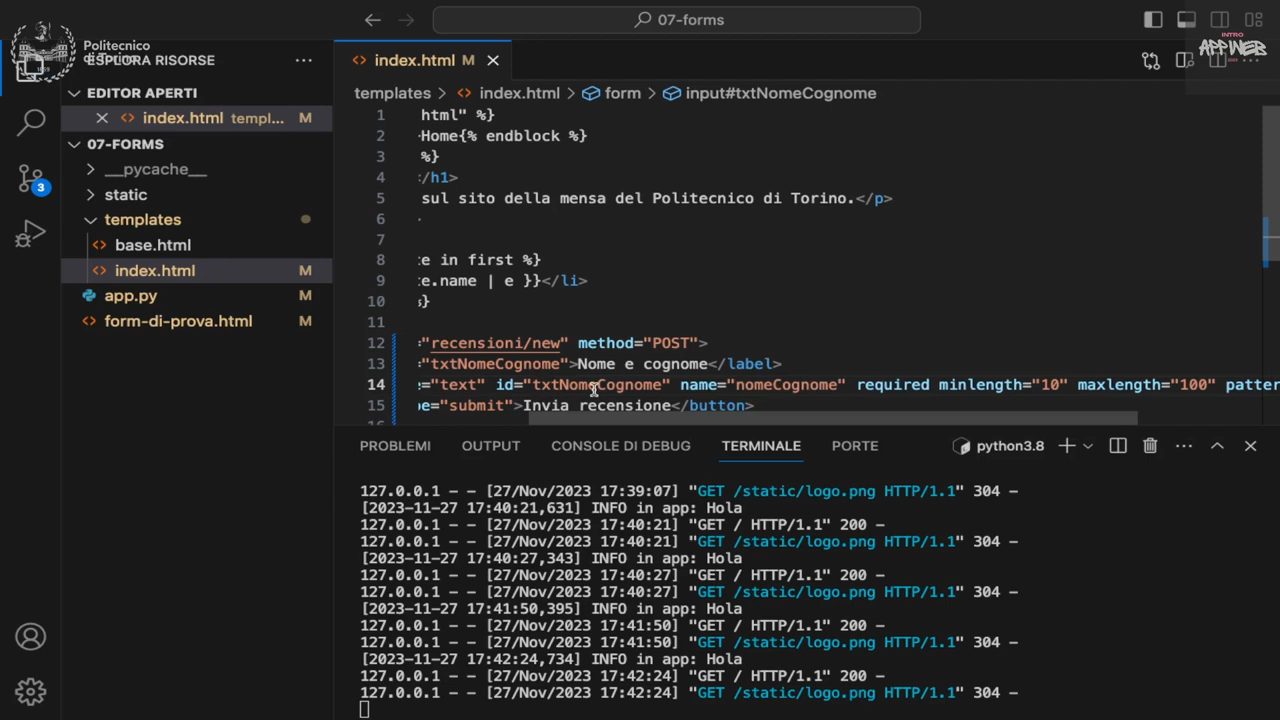 07-forms
Politecnico
di Torino
ESPLORA RISORSE
INTRO
APPINER
index.html M
templates > index.html > form > input#txtNomeCognome
EDITOR APERTI
index.html templ...
07-FORMS
__pycache__
static
templates
base.html
index.html M
app.py M
form-di-prova.html M
3
1 html" %}
2 Home{% endblock %}
3 %}
4 </h1>
5 sul sito della mensa del Politecnico di Torino.</p>
6
7
8 te in first %}
9 e.name | e }}</li>
10 %}
11
12 ="recensioni/new" method="POST">
13 ="txtNomeCognome">Nome e cognome</label>
14 e="text" id="txtNomeCognome" name="nomeCognome" required minlength="10" maxlength="100" patter
15 pe="submit">Invia recensione</button>
PROBLEMI OUTPUT CONSOLE DI DEBUG TERMINALE PORTE python3.8
127.0.0.1 - - [27/Nov/2023 17:39:07] "GET /static/logo.png HTTP/1.1" 304 -
[2023-11-27 17:40:21,631] INFO in app: Hola
127.0.0.1 - - [27/Nov/2023 17:40:21] "GET / HTTP/1.1" 200 -
127.0.0.1 - - [27/Nov/2023 17:40:21] "GET /static/logo.png HTTP/1.1" 304 -
[2023-11-27 17:40:27,343] INFO in app: Hola
127.0.0.1 - - [27/Nov/2023 17:40:27] "GET / HTTP/1.1" 200 -
127.0.0.1 - - [27/Nov/2023 17:40:27] "GET /static/logo.png HTTP/1.1" 304 -
[2023-11-27 17:41:50,395] INFO in app: Hola
127.0.0.1 - - [27/Nov/2023 17:41:50] "GET / HTTP/1.1" 200 -
127.0.0.1 - - [27/Nov/2023 17:41:50] "GET /static/logo.png HTTP/1.1" 304 -
[2023-11-27 17:42:24,734] INFO in app: Hola
127.0.0.1 - - [27/Nov/2023 17:42:24] "GET / HTTP/1.1" 200 -
127.0.0.1 - - [27/Nov/2023 17:42:24] "GET /static/logo.png HTTP/1.1" 304 -